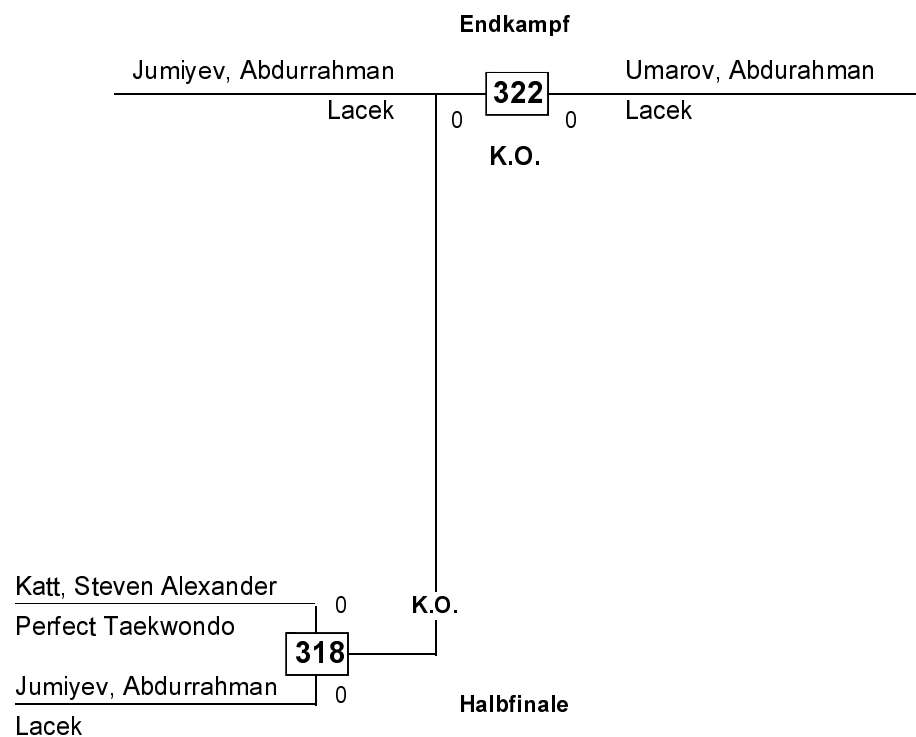 Endkampf
Jumiyev, Abdurrahman
Umarov, Abdurahman
322
Lacek
0
0
Lacek
K.O.
Katt, Steven Alexander
0
K.O.
Perfect Taekwondo
318
Jumiyev, Abdurrahman
0
Halbfinale
Lacek